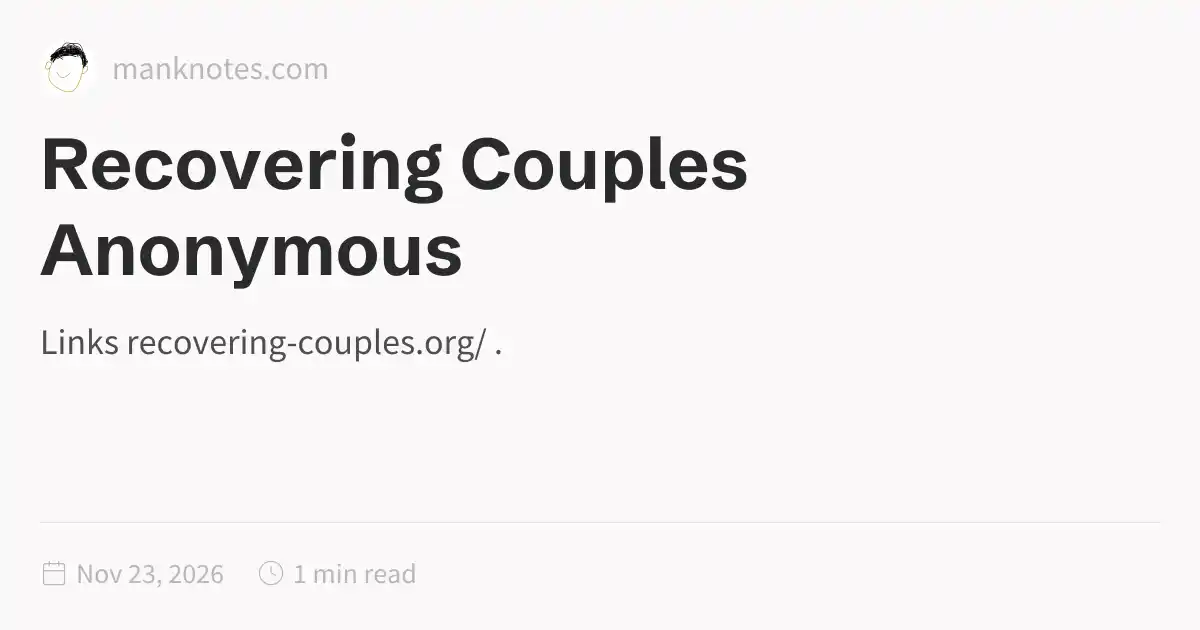 manknotes.com
Recovering Couples
Anonymous
Links recovering-couples.org/ .
Nov 23, 2026 1 min read